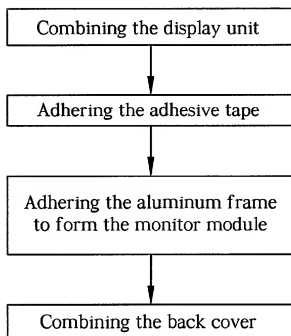 Combining the display unit
Adhering the adhesive tape
Adhering the aluminum frame
to form the monitor module
Combining the back cover